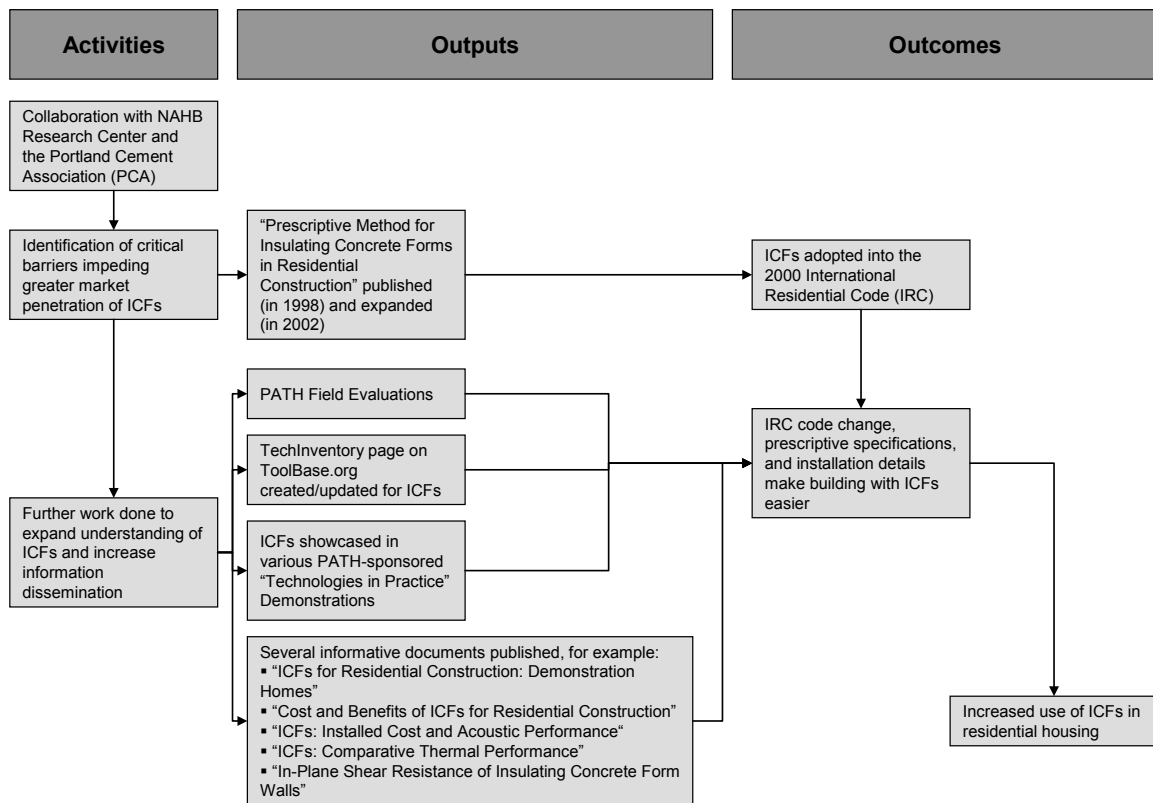 Activities
Outputs
Outcomes
Collaboration with NAHB
Research Center and
the Portland Cement
Association (PCA)
Identification of critical
barriers impeding
greater market
penetration of ICFs
“Prescriptive Method for
Insulating Concrete Forms
in Residential
Construction” published
(in 1998) and expanded
(in 2002)
ICFs adopted into the
2000 International
Residential Code (IRC)
PATH Field Evaluations
TechInventory page on
ToolBase.org
created/updated for ICFs
IRC code change,
prescriptive specifications,
and installation details
make building with ICFs
easier
Further work done to
expand understanding of
ICFs and increase
information
dissemination
ICFs showcased in
various PATH-sponsored
“Technologies in Practice”
Demonstrations
Several informative documents published, for example:
▪ “ICFs for Residential Construction: Demonstration
Homes”
▪ “Cost and Benefits of ICFs for Residential Construction”
▪ “ICFs: Installed Cost and Acoustic Performance“
▪ “ICFs: Comparative Thermal Performance”
▪ “In-Plane Shear Resistance of Insulating Concrete Form
Walls”
Increased use of ICFs in
residential housing